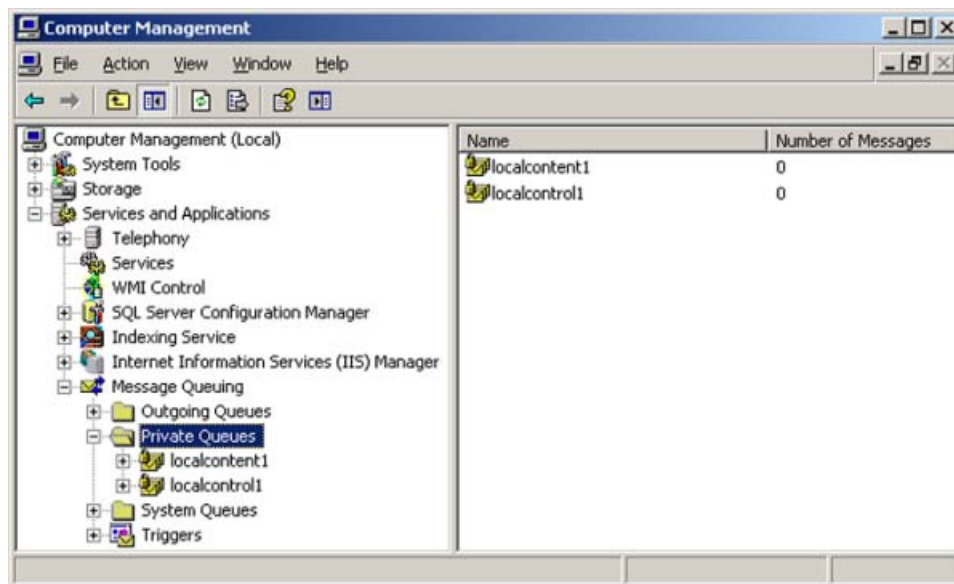 Computer Management
File Action View Window Help
Computer Management (Local)
System Tools
Storage
Services and Applications
Telephony
Services
WMI Control
SQL Server Configuration Manager
Indexing Service
Internet Information Services (IIS) Manager
Message Queuing
Outgoing Queues
Private Queues
localcontent1
localcontrol1
System Queues
Triggers
Name Number of Messages
localcontent1 0
localcontrol1 0